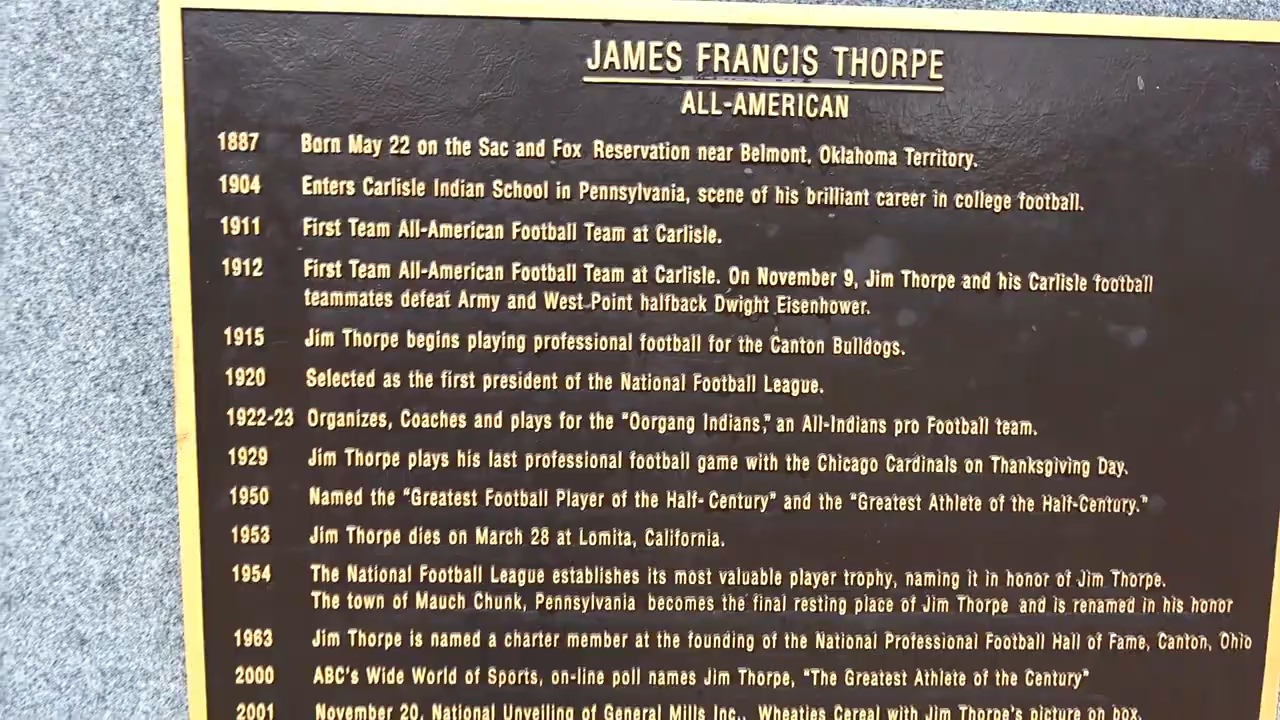 JAMES FRANCIS THORPE
ALL-AMERICAN
1887 Born May 22 on the Sac and Fox Reservation near Belmont, Oklahoma Territory.
1904 Enters Carlisle Indian School in Pennsylvania, scene of his brilliant career in college football.
1911 First Team All-American Football Team at Carlisle.
1912 First Team All-American Football Team at Carlisle. On November 9, Jim Thorpe and his Carlisle football
teammates defeat Army and West Point halfback Dwight Eisenhower.
1915 Jim Thorpe begins playing professional football for the Canton Bulldogs.
1920 Selected as the first president of the National Football League.
1922-23 Organizes, Coaches and plays for the "Oorgang Indians," an All-Indians pro Football team.
1929 Jim Thorpe plays his last professional football game with the Chicago Cardinals on Thanksgiving Day.
1950 Named the "Greatest Football Player of the Half-Century" and the "Greatest Athlete of the Half-Century."
1953 Jim Thorpe dies on March 28 at Lomita, California.
1954 The National Football League establishes its most valuable player trophy, naming it in honor of Jim Thorpe.
The town of Mauch Chunk, Pennsylvania becomes the final resting place of Jim Thorpe and is renamed in his honor
1963 Jim Thorpe is named a charter member at the founding of the National Professional Football Hall of Fame, Canton, Ohio
2000 ABC's Wide World of Sports, on-line poll names Jim Thorpe, "The Greatest Athlete of the Century"
2001 November 20, National Unveiling of General Mills Inc., Wheaties Cereal with Jim Thorpe's picture on box.